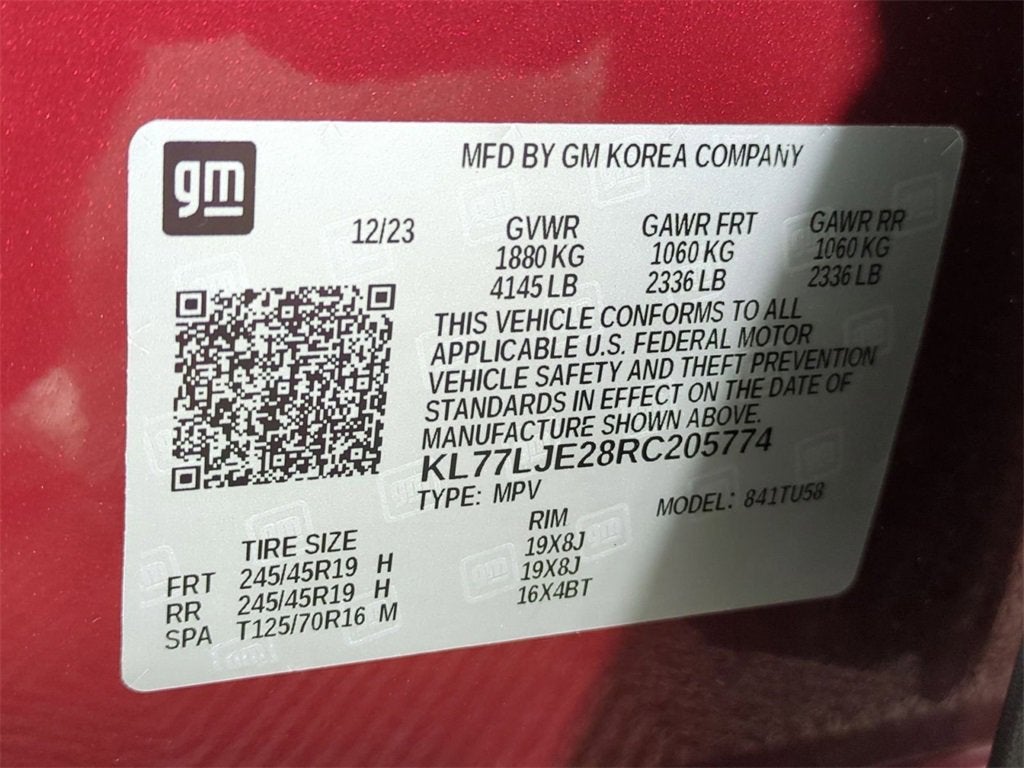 gm
MFD BY GM KOREA COMPANY
12/23 GVWR GAWR FRT GAWR RR
1880 KG 1060 KG 1060 KG
4145 LB 2336 LB 2336 LB
THIS VEHICLE CONFORMS TO ALL
APPLICABLE U.S. FEDERAL MOTOR
VEHICLE SAFETY AND THEFT PREVENTION
STANDARDS IN EFFECT ON THE DATE OF
MANUFACTURE SHOWN ABOVE.
KL77LJE28RC205774
TYPE: MPV MODEL: 841TU58
TIRE SIZE RIM
FRT 245/45R19 H 19X8J
RR 245/45R19 H 19X8J
SPA T125/70R16 M 16X4BT